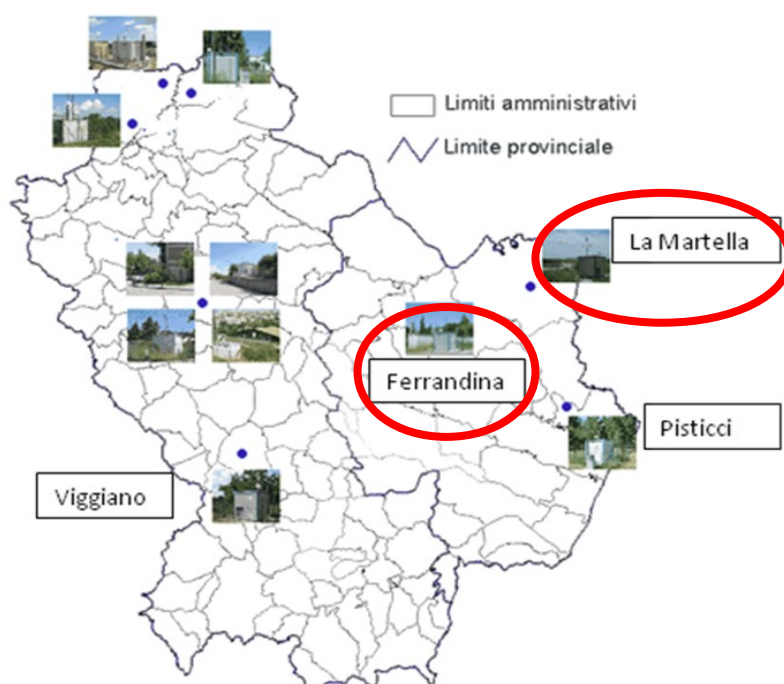 Limiti amministrativi
Limite provinciale
La Martella
Ferrandina
Pisticci
Viggiano